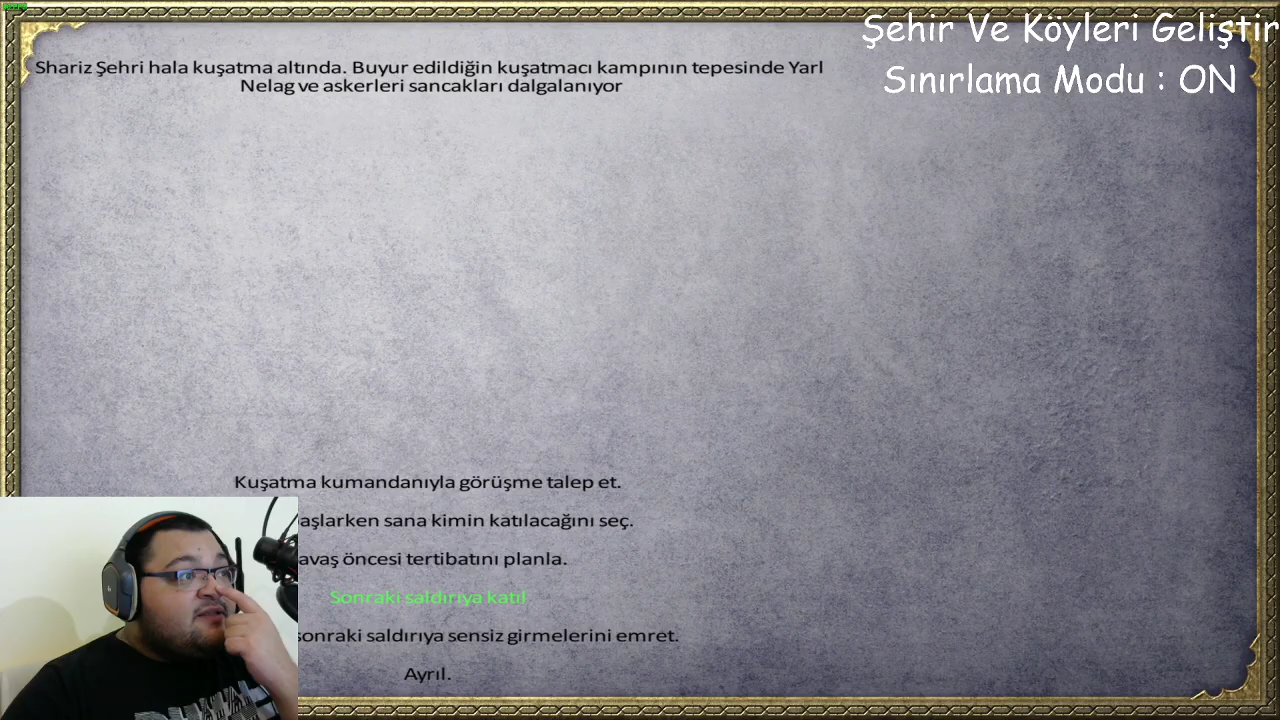 Şehir Ve Köyleri Geliştir
Sınırlama Modu : ON
Shariz Şehri hala kuşatma altında. Buyur edildiğin kuşatmacı kampının tepesinde Yarl
Nelag ve askerleri sancakları dalgalanıyor
Kuşatma kumandanıyla görüşme talep et.
aşlarken sana kimin katılacağını seç.
avaş öncesi tertibatını planla.
Sonraki saldırıya katıl
sonraki saldırıya sensiz girmelerini emret.
Ayrıl.